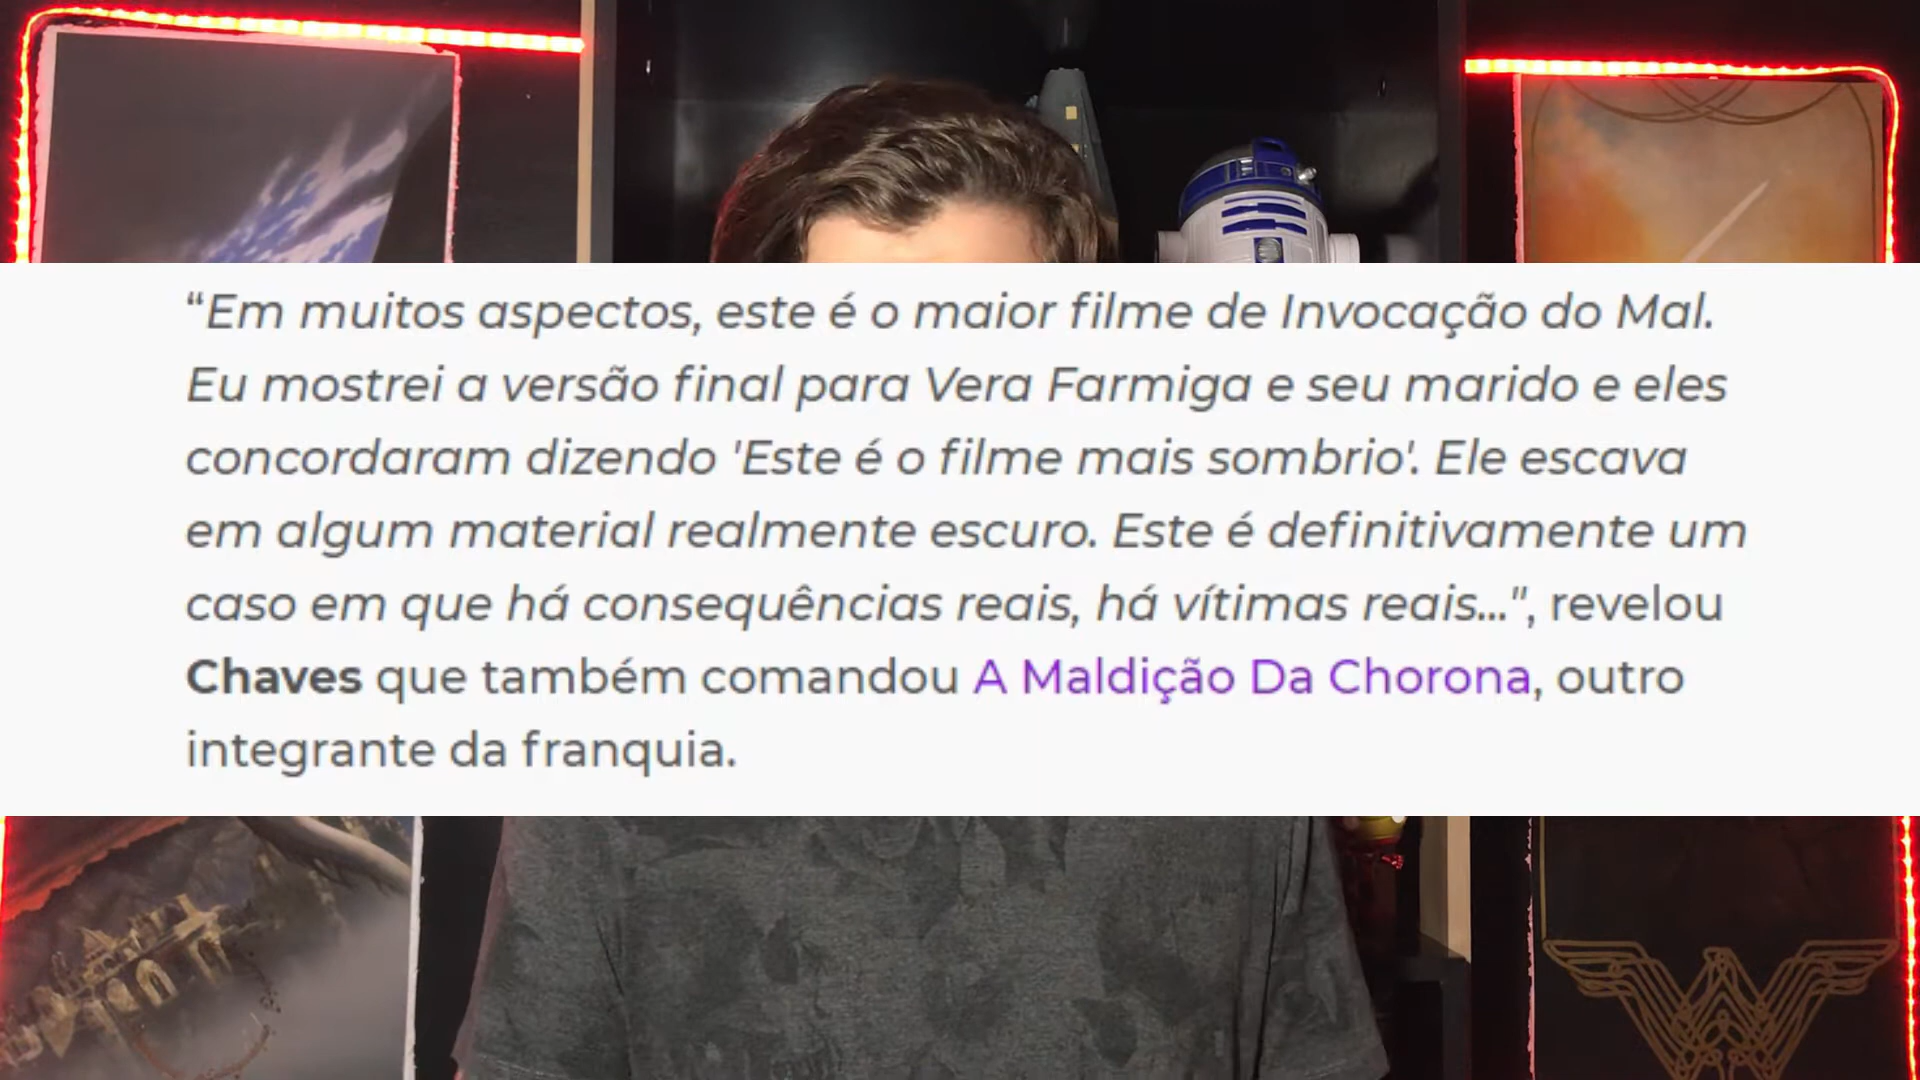 “Em muitos aspectos, este é o maior filme de Invocação do Mal.
Eu mostrei a versão final para Vera Farmiga e seu marido e eles
concordaram dizendo 'Este é o filme mais sombrio'. Ele escava
em algum material realmente escuro. Este é definitivamente um
caso em que há consequências reais, há vítimas reais...", revelou
Chaves que também comandou A Maldição Da Chorona, outro
integrante da franquia.